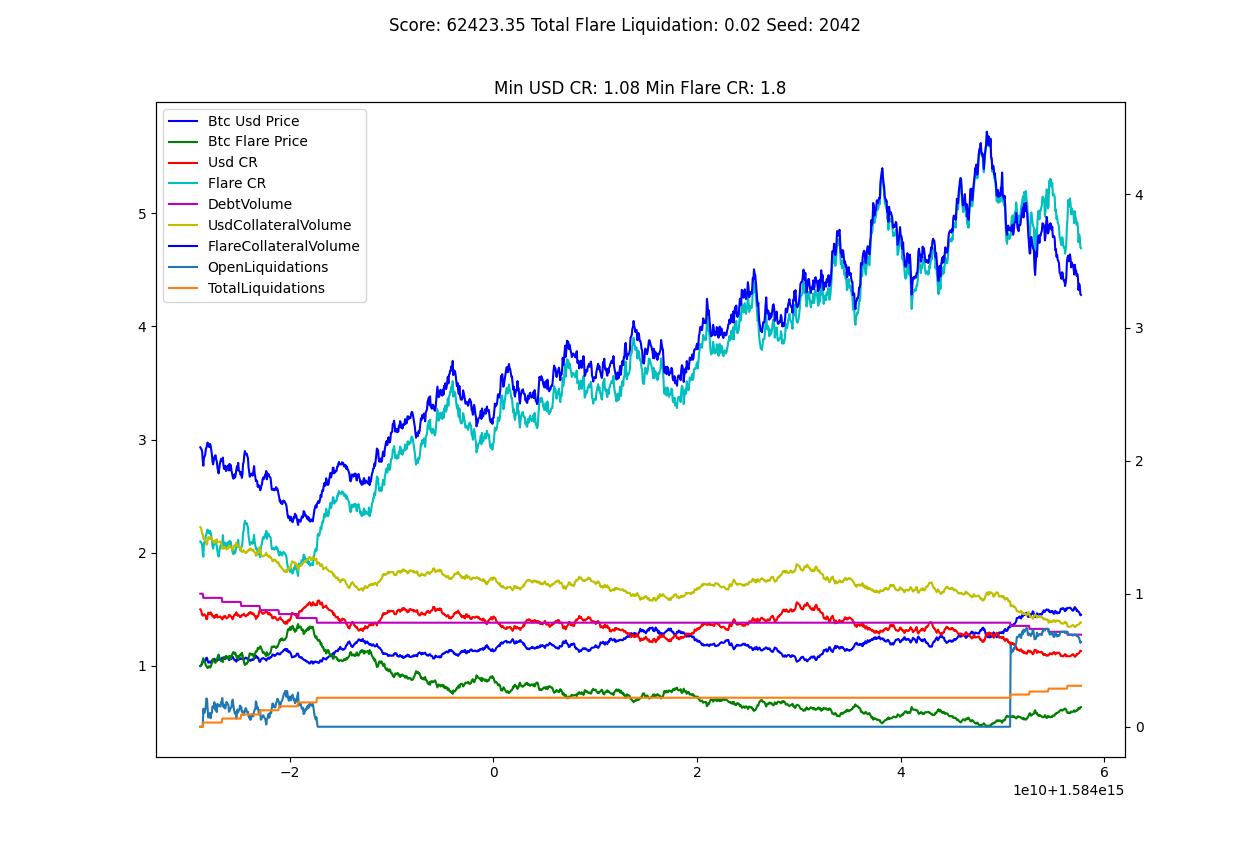 Score: 62423.35 Total Flare Liquidation: 0.02 Seed: 2042
Min USD CR: 1.08 Min Flare CR: 1.8
Btc Usd Price
Btc Flare Price
Usd CR
Flare CR
DebtVolume
UsdCollateralVolume
FlareCollateralVolume
OpenLiquidations
TotalLiquidations
5
4
3
2
1
4
3
2
1
0
−2
0
2
4
6
1e10+1.584e15